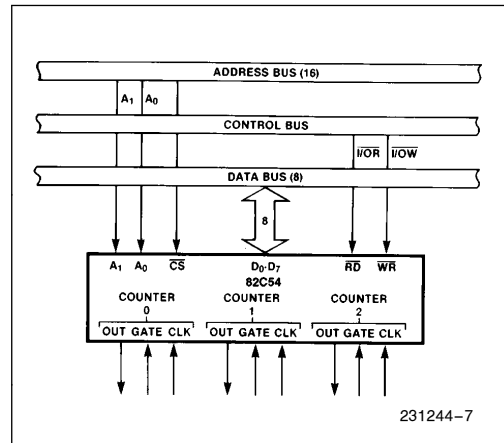 ADDRESS BUS (16)
A1 A0
CONTROL BUS
I/OR I/OW
DATA BUS (8)
8
A1 A0 CS D0-D7 RD WR
82C54
COUNTER COUNTER COUNTER
0 1 2
OUT GATE CLK OUT GATE CLK OUT GATE CLK
231244–7